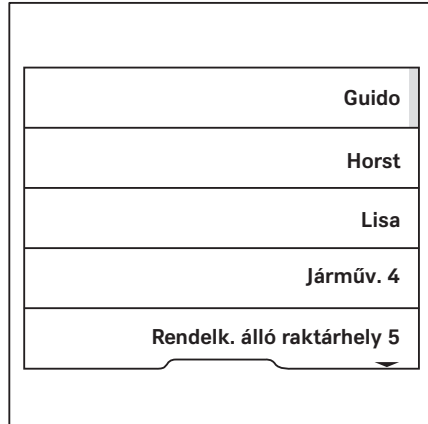 Guido
Horst
Lisa
Járműv. 4
Rendelk. álló raktárhely 5